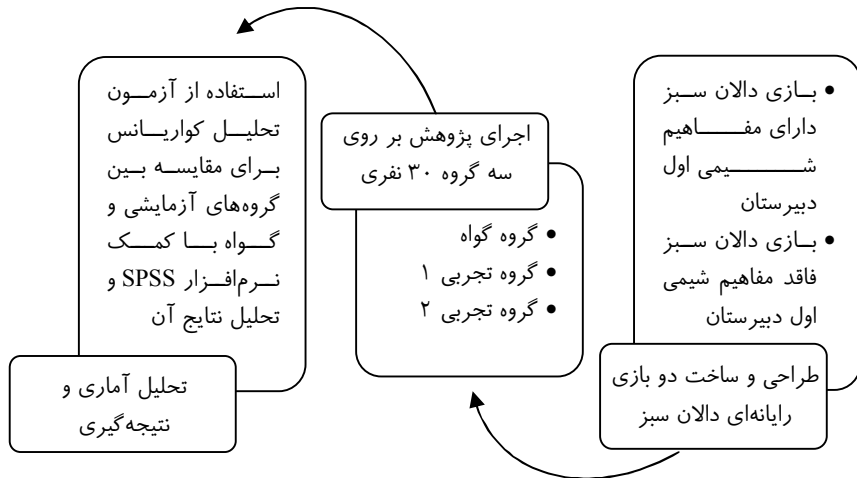 بازی دالان سبز
دارای مفاهیم
شیمی اول
دبیرستان
بازی دالان سبز
فاقد مفاهیم شیمی
اول دبیرستان
طراحی و ساخت دو بازی
رایانه‌ای دالان سبز
اجرای پژوهش بر روی
سه گروه ۳۰ نفری
گروه گواه
گروه تجربی ۱
گروه تجربی ۲
استفاده از آزمون
تحلیل کواریانس
برای مقایسه بین
گروه‌های آزمایشی و
گواه با کمک
نرم‌افزار SPSS و
تحلیل نتایج آن
تحلیل آماری و
نتیجه‌گیری